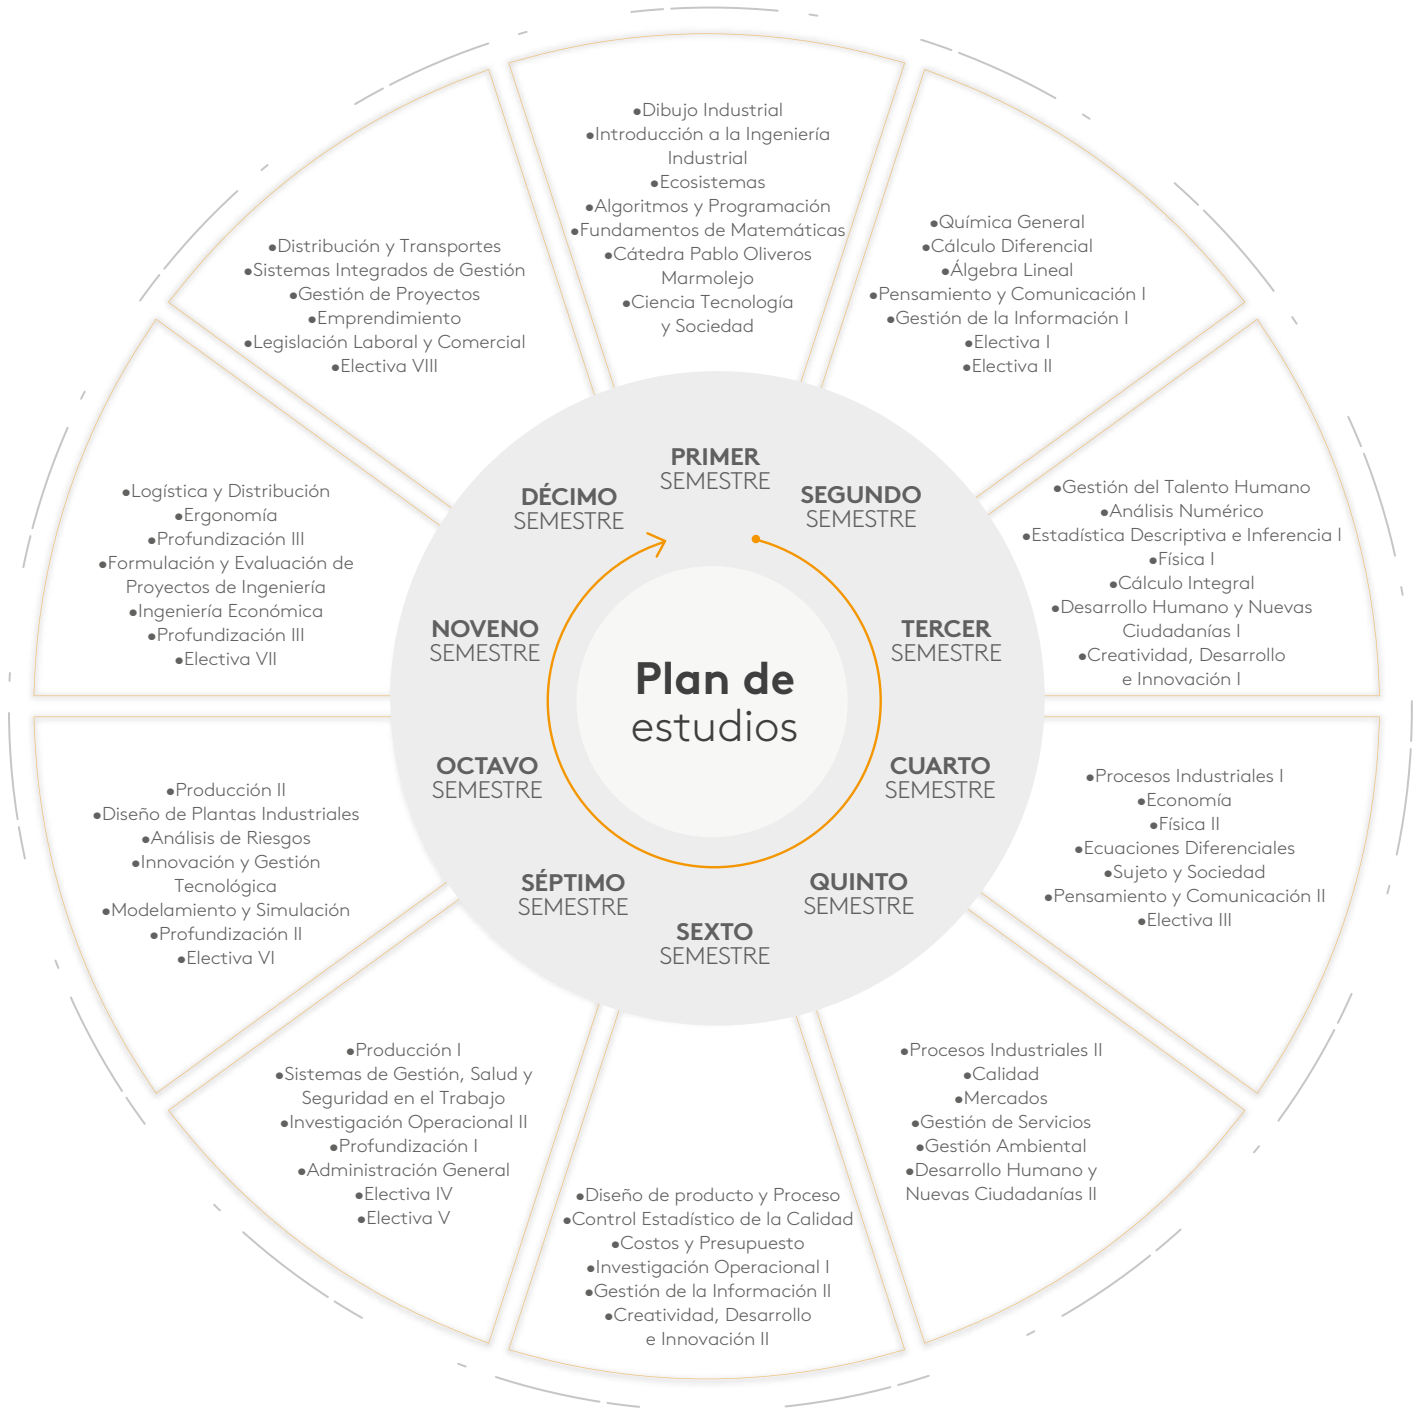 Plan de
estudios
PRIMER
SEMESTRE
●Dibujo Industrial
●Introducción a la Ingeniería
Industrial
●Ecosistemas
●Algoritmos y Programación
●Fundamentos de Matemáticas
●Cátedra Pablo Oliveros
Marmolejo
●Ciencia Tecnología
y Sociedad
SEGUNDO
SEMESTRE
●Química General
●Cálculo Diferencial
●Álgebra Lineal
●Pensamiento y Comunicación I
●Gestión de la Información I
●Electiva I
●Electiva II
TERCER
SEMESTRE
●Gestión del Talento Humano
●Análisis Numérico
●Estadística Descriptiva e Inferencia I
●Física I
●Cálculo Integral
●Desarrollo Humano y Nuevas
Ciudadanías I
●Creatividad, Desarrollo
e Innovación I
CUARTO
SEMESTRE
●Procesos Industriales I
●Economía
●Física II
●Ecuaciones Diferenciales
●Sujeto y Sociedad
●Pensamiento y Comunicación II
●Electiva III
QUINTO
SEMESTRE
●Procesos Industriales II
●Calidad
●Mercados
●Gestión de Servicios
●Gestión Ambiental
●Desarrollo Humano y
Nuevas Ciudadanías II
SEXTO
SEMESTRE
●Diseño de producto y Proceso
●Control Estadístico de la Calidad
●Costos y Presupuesto
●Investigación Operacional I
●Gestión de la Información II
●Creatividad, Desarrollo
e Innovación II
SÉPTIMO
SEMESTRE
●Producción I
●Sistemas de Gestión, Salud y
Seguridad en el Trabajo
●Investigación Operacional II
●Profundización I
●Administración General
●Electiva IV
●Electiva V
OCTAVO
SEMESTRE
●Producción II
●Diseño de Plantas Industriales
●Análisis de Riesgos
●Innovación y Gestión
Tecnológica
●Modelamiento y Simulación
●Profundización II
●Electiva VI
NOVENO
SEMESTRE
●Logística y Distribución
●Ergonomía
●Profundización III
●Formulación y Evaluación de
Proyectos de Ingeniería
●Ingeniería Económica
●Profundización III
●Electiva VII
DÉCIMO
SEMESTRE
●Distribución y Transportes
●Sistemas Integrados de Gestión
●Gestión de Proyectos
●Emprendimiento
●Legislación Laboral y Comercial
●Electiva VIII